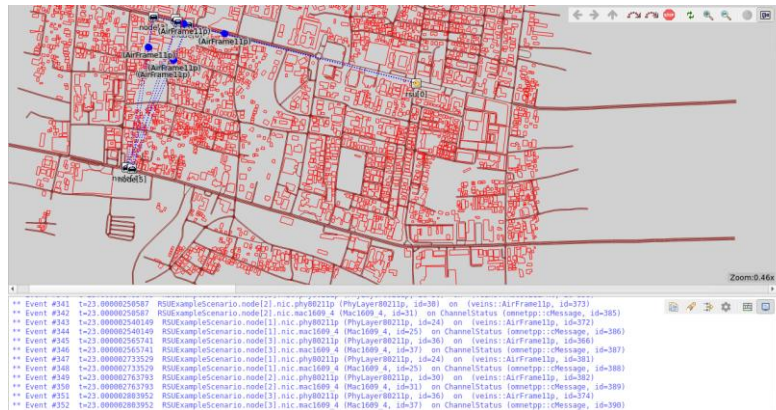 (AirFrame11p)
(AirFrame11p)
(AirFrame11p)
(AirFrame11p)
rsu[0]
node[5]
Zoom:0.46x
** Event #341 t=23.00000250587 RSUExampleScenario.node[2].nic.phy80211p (PhyLayer80211p, id=30) on (veins::AirFrame11p, id=373)
** Event #342 t=23.00000250587 RSUExampleScenario.node[2].nic.mac1609_4 (Mac1609_4, id=31) on ChannelStatus (omnetpp::cMessage, id=385)
** Event #343 t=23.000002540149 RSUExampleScenario.node[1].nic.phy80211p (PhyLayer80211p, id=24) on (veins::AirFrame11p, id=372)
** Event #344 t=23.000002540149 RSUExampleScenario.node[1].nic.mac1609_4 (Mac1609_4, id=25) on ChannelStatus (omnetpp::cMessage, id=386)
** Event #345 t=23.000002565741 RSUExampleScenario.node[3].nic.phy80211p (PhyLayer80211p, id=36) on (veins::AirFrame11p, id=366)
** Event #346 t=23.000002565741 RSUExampleScenario.node[3].nic.mac1609_4 (Mac1609_4, id=37) on ChannelStatus (omnetpp::cMessage, id=387)
** Event #347 t=23.000002733529 RSUExampleScenario.node[1].nic.phy80211p (PhyLayer80211p, id=24) on (veins::AirFrame11p, id=381)
** Event #348 t=23.000002733529 RSUExampleScenario.node[1].nic.mac1609_4 (Mac1609_4, id=25) on ChannelStatus (omnetpp::cMessage, id=388)
** Event #349 t=23.000002763793 RSUExampleScenario.node[2].nic.phy80211p (PhyLayer80211p, id=30) on (veins::AirFrame11p, id=382)
** Event #350 t=23.000002763793 RSUExampleScenario.node[2].nic.mac1609_4 (Mac1609_4, id=31) on ChannelStatus (omnetpp::cMessage, id=389)
** Event #351 t=23.000002803952 RSUExampleScenario.node[3].nic.phy80211p (PhyLayer80211p, id=36) on (veins::AirFrame11p, id=374)
** Event #352 t=23.000002803952 RSUExampleScenario.node[3].nic.mac1609_4 (Mac1609_4, id=37) on ChannelStatus (omnetpp::cMessage, id=390)